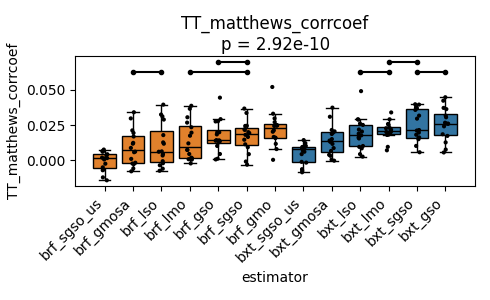 TT_matthews_corrcoef
p = 2.92e-10
TT_matthews_corrcoef
0.050
0.025
0.000
brf_sgso_us
brf_gmosa
brf_lso
brf_lmo
brf_gso
brf_sgso
brf_gmo
bxt_sgso_us
bxt_gmosa
bxt_lso
bxt_lmo
bxt_sgso
bxt_gso
estimator